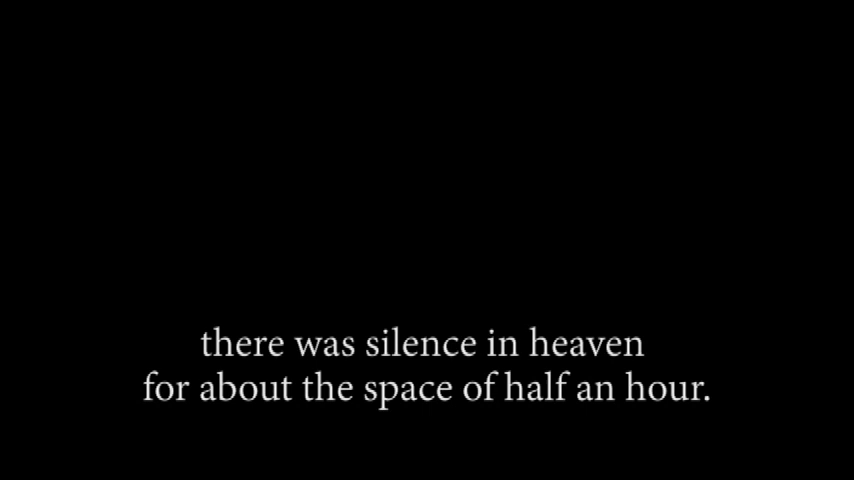 there was silence in heaven
for about the space of half an hour.